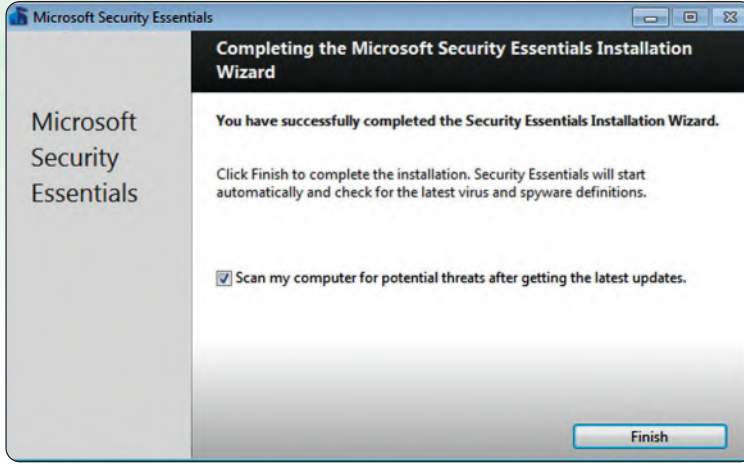 Microsoft Security Essentials
Completing the Microsoft Security Essentials Installation
Wizard
Microsoft
Security
Essentials
You have successfully completed the Security Essentials Installation Wizard.
Click Finish to complete the installation. Security Essentials will start
automatically and check for the latest virus and spyware definitions.
Scan my computer for potential threats after getting the latest updates.
Finish